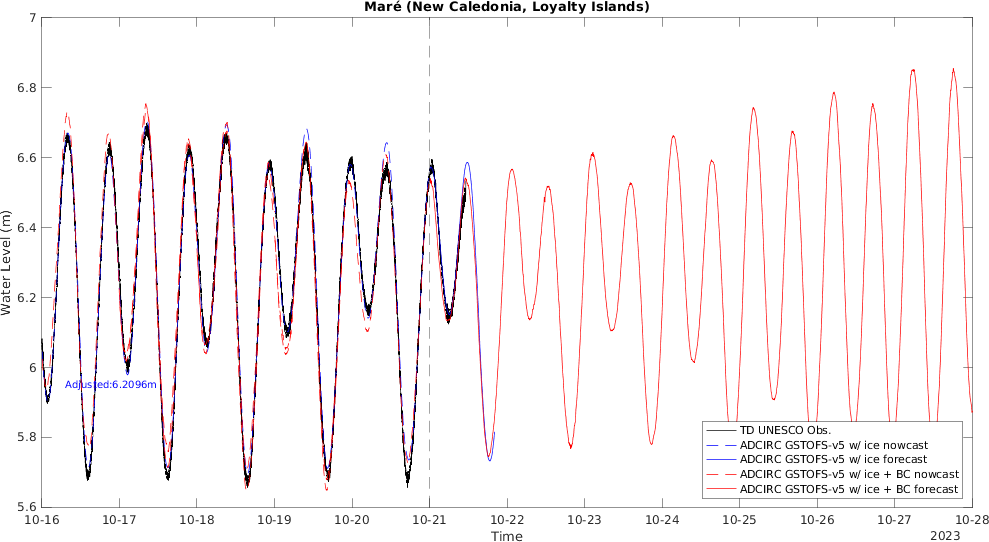 Maré (New Caledonia, Loyalty Islands)
7
6.8
6.6
6.4
6.2
6
5.8
5.6
Water Level (m)
Adjusted:6.2096m
TD UNESCO Obs.
ADCIRC GSTOFS-v5 w/ ice nowcast
ADCIRC GSTOFS-v5 w/ ice forecast
ADCIRC GSTOFS-v5 w/ ice + BC nowcast
ADCIRC GSTOFS-v5 w/ ice + BC forecast
10-16 10-17 10-18 10-19 10-20 10-21 10-22 10-23 10-24 10-25 10-26 10-27 10-28
Time
2023